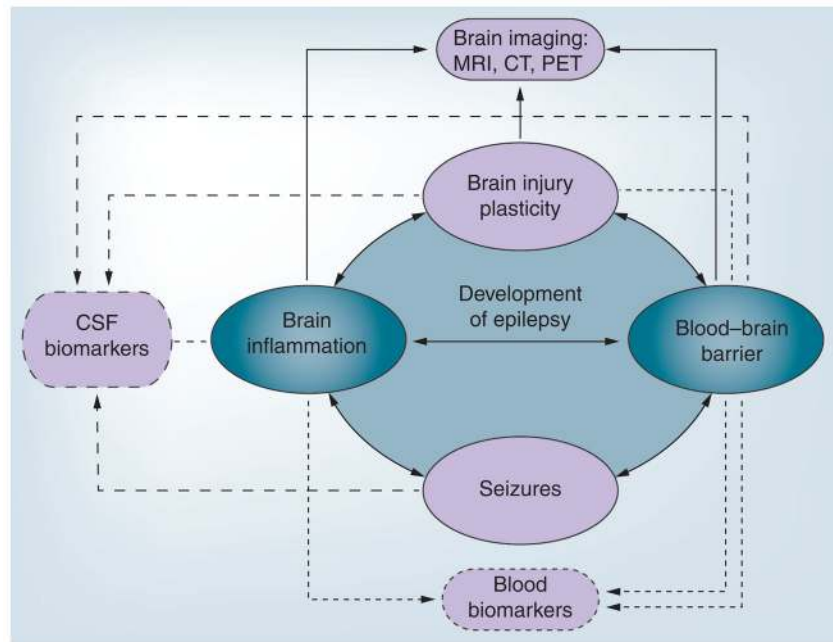 Brain imaging:
MRI, CT, PET
Brain injury
plasticity
CSF
biomarkers
Brain
inflammation
Development
of epilepsy
Blood–brain
barrier
Seizures
Blood
biomarkers